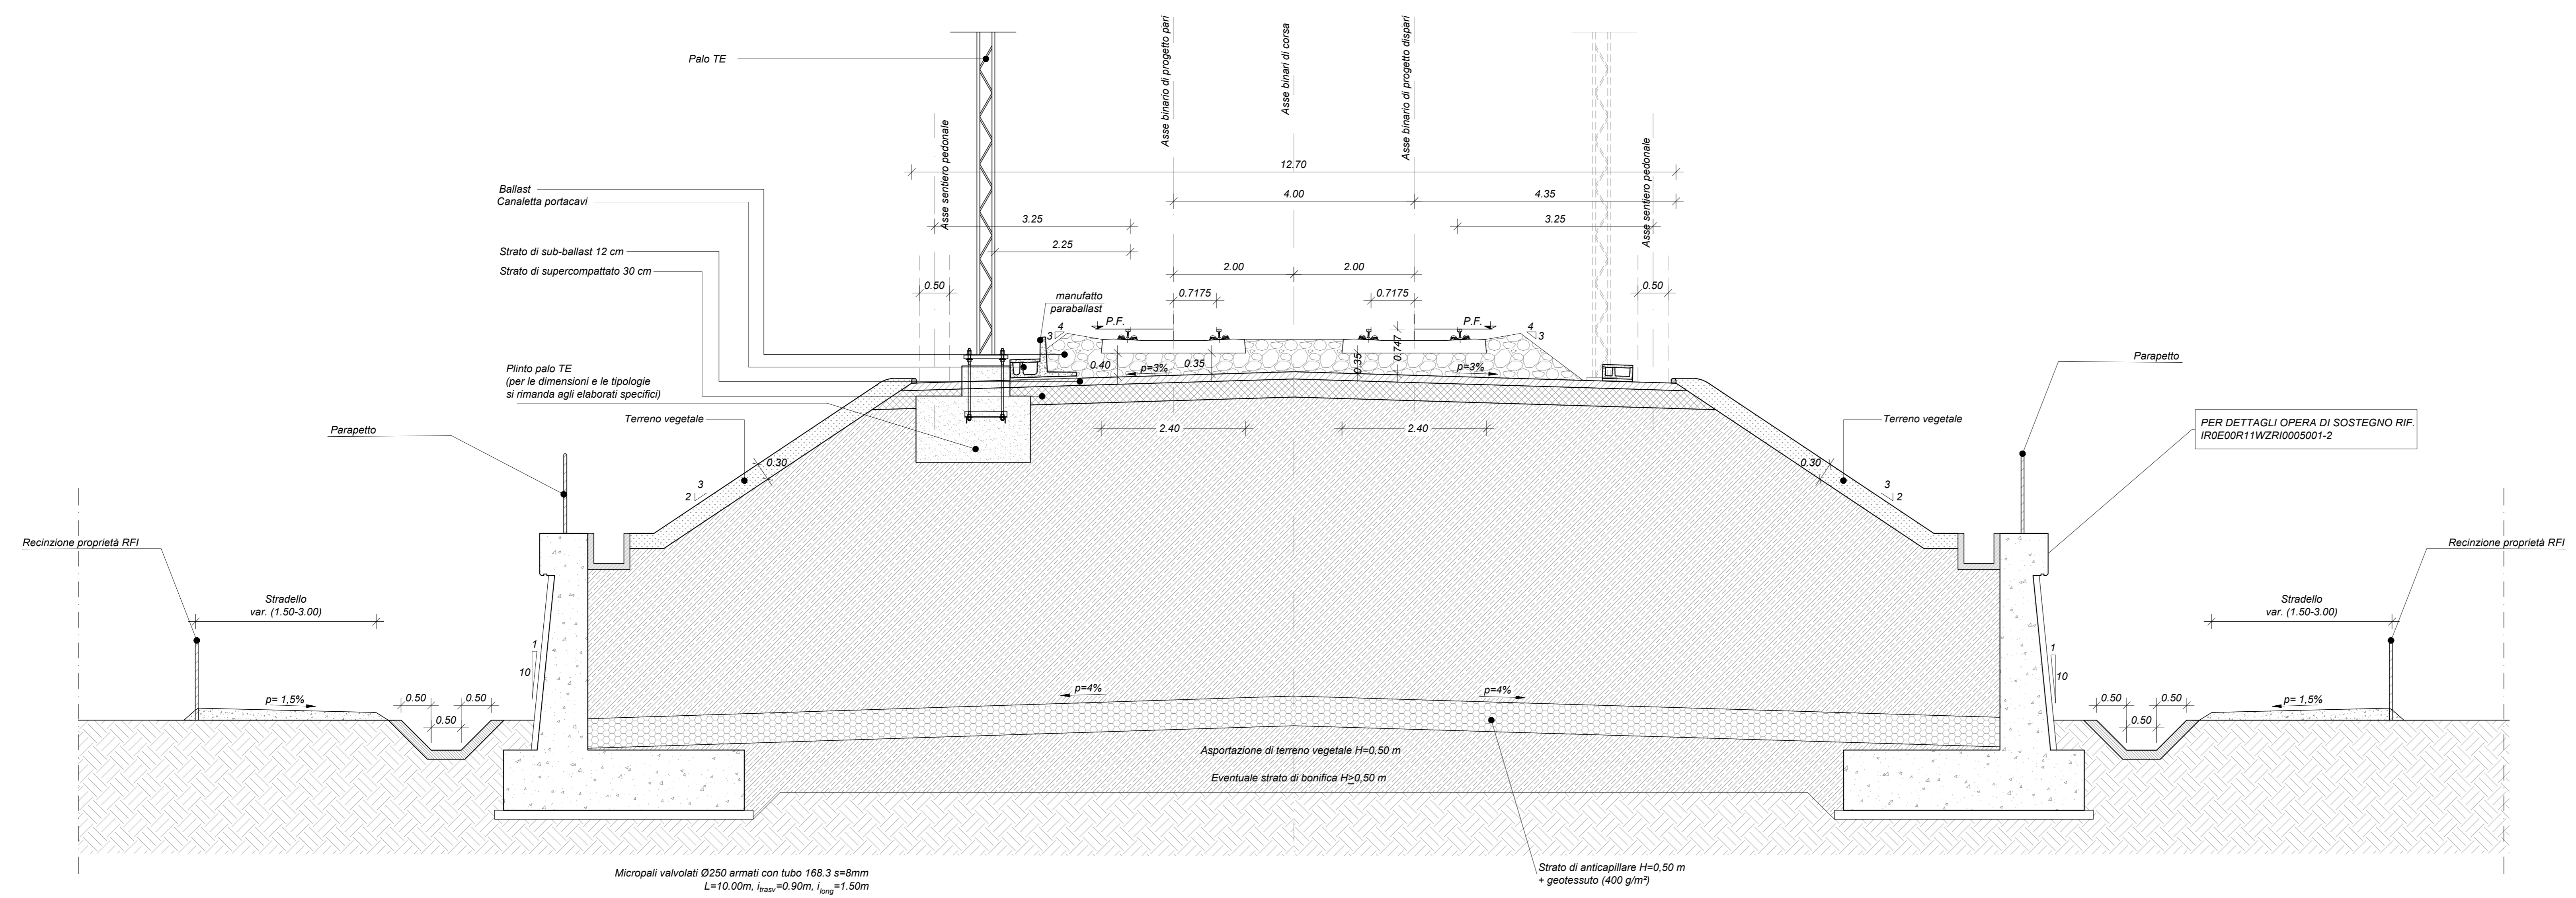 Palo TE
Asse binario di progetto pari
Asse binari di corsa
Asse binario di progetto dispari
Asse sentiero pedonale
Asse sentiero pedonale
12.70
4.00
4.35
3.25
3.25
2.25
2.00
2.00
0.50
0.7175
0.7175
0.50
Ballast
Canaletta portacavi
Strato di sub-ballast 12 cm
Strato di supercompattato 30 cm
manufatto
paraballast
4
3
P.F.
P.F.
4
3
0.40
0.35
0.35
0.747
p=3%
p=3%
Plinto palo TE
(per le dimensioni e le tipologie
si rimanda agli elaborati specifici)
Terreno vegetale
Parapetto
2.40
2.40
0.30
0.30
3
2
3
2
Parapetto
Terreno vegetale
PER DETTAGLI OPERA DI SOSTEGNO RIF.
IR0E00R11WZRI0005001-2
Recinzione proprietà RFI
Recinzione proprietà RFI
Stradello
var. (1.50-3.00)
Stradello
var. (1.50-3.00)
1
10
1
10
p= 1,5%
0.50
0.50
0.50
p=4%
p=4%
0.50
0.50
0.50
p= 1,5%
Asportazione di terreno vegetale H=0,50 m
Eventuale strato di bonifica H>0,50 m
Strato di anticapillare H=0,50 m
+ geotessuto (400 g/m²)
Micropali valvolati Ø250 armati con tubo 168.3 s=8mm
L=10.00m, itrasv=0.90m, ilong=1.50m